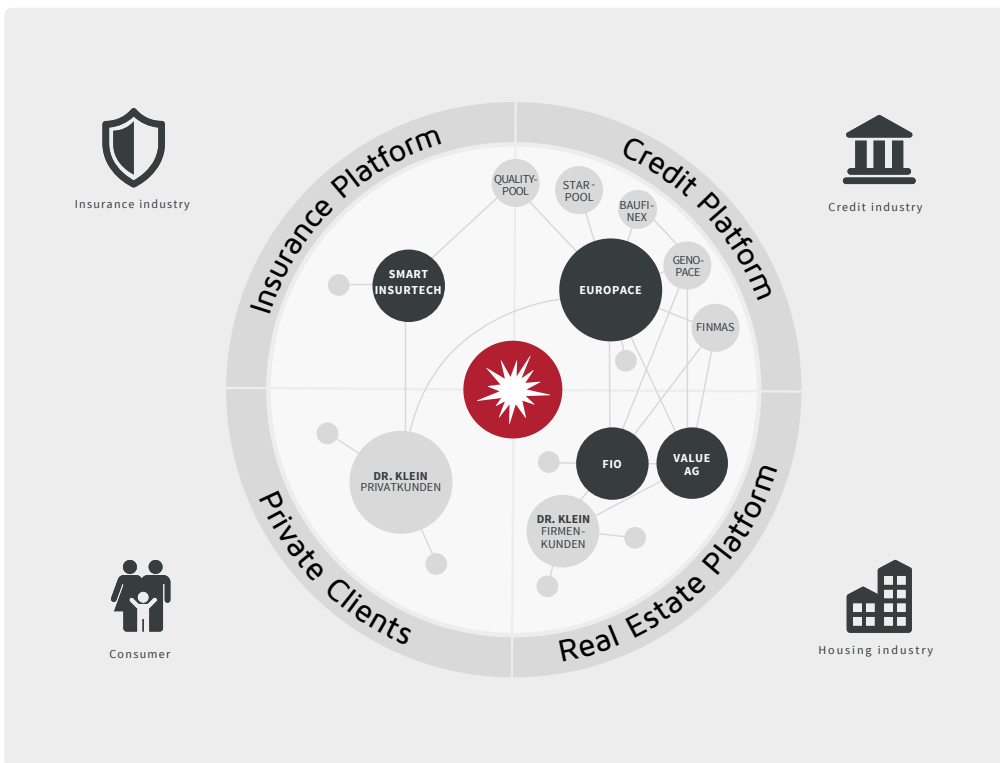 Insurance Platform
Credit Platform
Insurance industry
Credit industry
QUALITY-
POOL
STAR-
POOL
BAUFI-
NEX
GENO-
PACE
SMART
INSURTECH
EUROPACE
FINMAS
DR. KLEIN
PRIVATKUNDEN
FIO
VALUE
AG
DR. KLEIN
FIRMEN-
KUNDEN
Private Clients
Real Estate Platform
Consumer
Housing industry